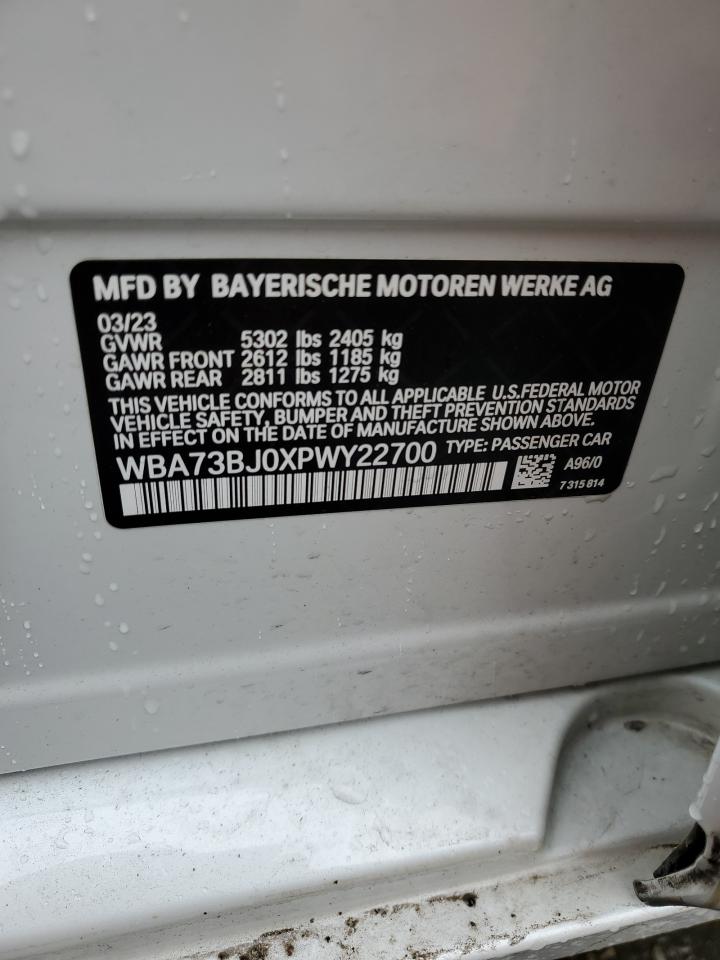 MFD BY BAYERISCHE MOTOREN WERKE AG
03/23
GVWR 5302 lbs 2405 kg
GAWR FRONT 2612 lbs 1185 kg
GAWR REAR 2811 lbs 1275 kg
THIS VEHICLE CONFORMS TO ALL APPLICABLE U.S.FEDERAL MOTOR
VEHICLE SAFETY, BUMPER AND THEFT PREVENTION STANDARDS
IN EFFECT ON THE DATE OF MANUFACTURE SHOWN ABOVE.
WBA73BJ0XPWY22700 TYPE: PASSENGER CAR
A96/0
7 315 814